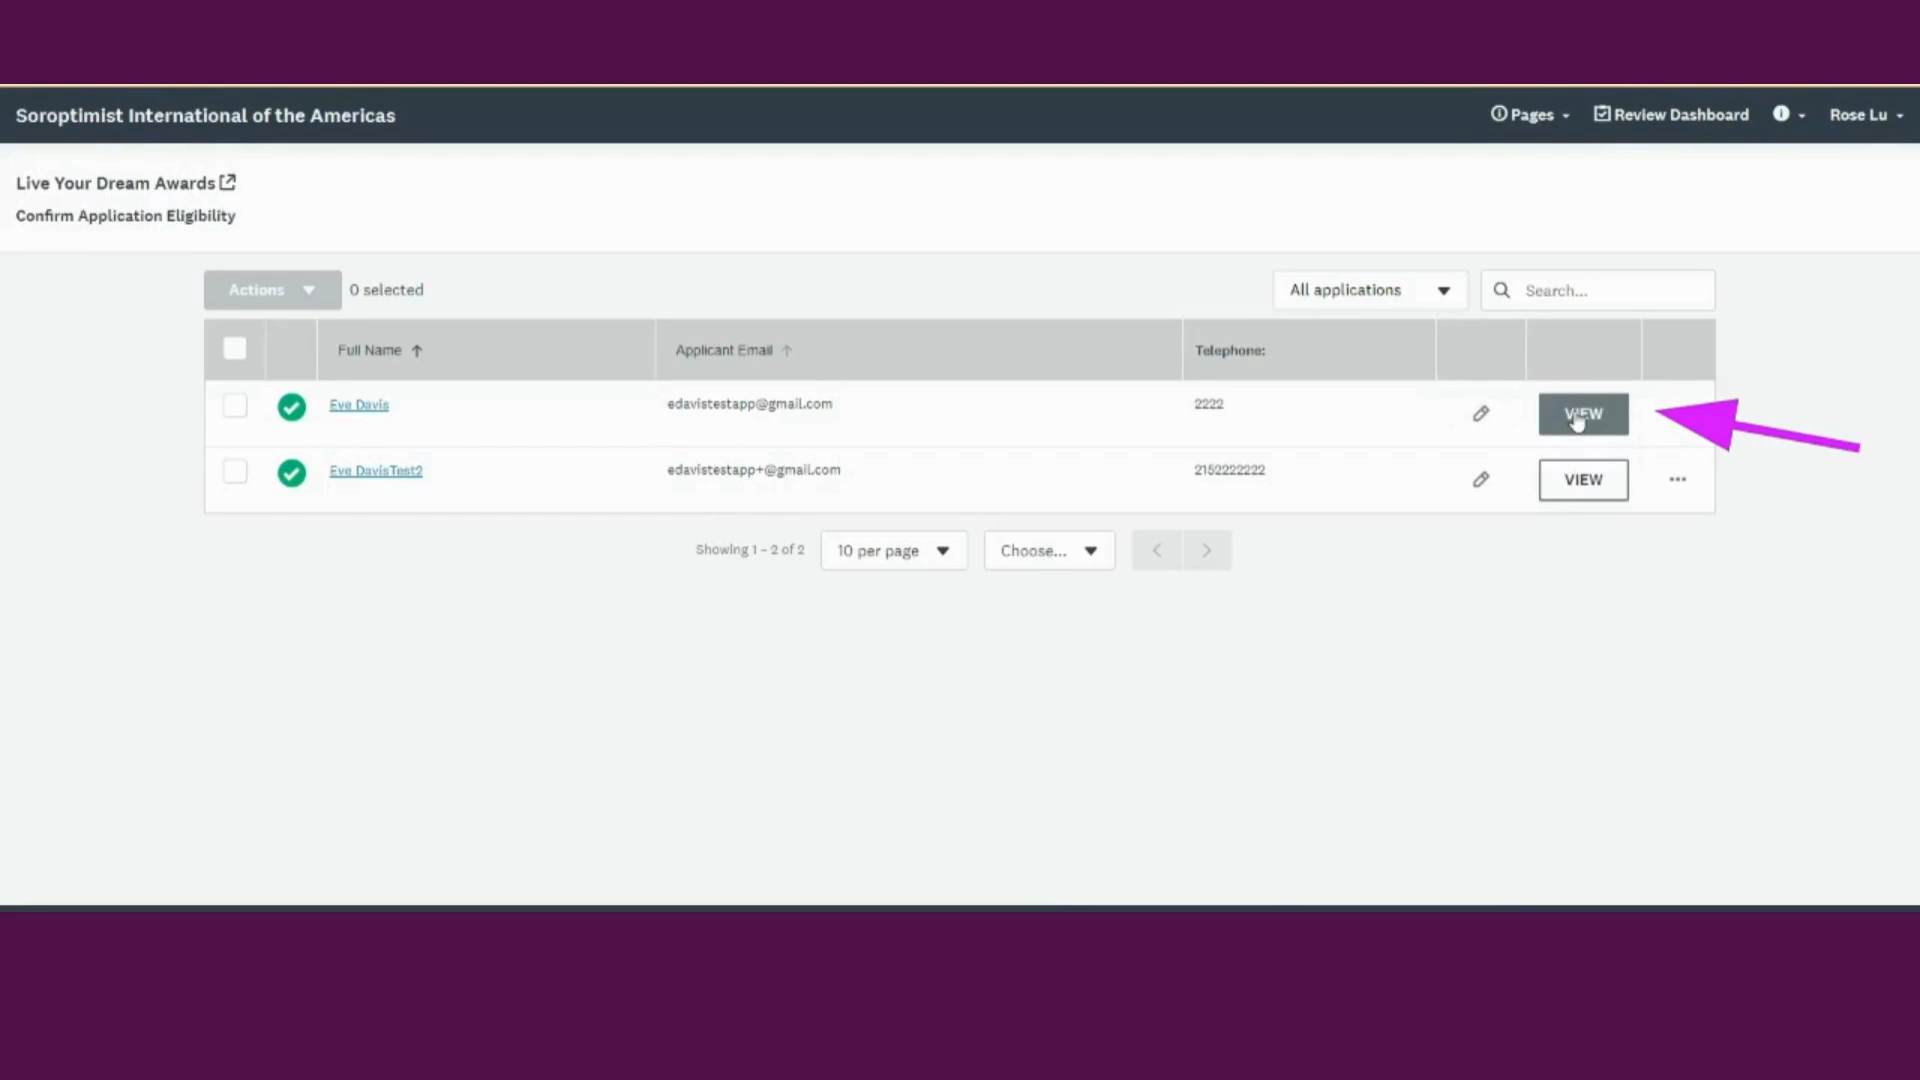 Soroptimist International of the Americas
Pages
Review Dashboard
Rose Lu
Live Your Dream Awards
Confirm Application Eligibility
Actions
0 selected
All applications
Search...
Full Name
Applicant Email
Telephone:
Eve Davis
edavistestapp@gmail.com
2222
VIEW
Eve DavisTest2
edavistestapp+@gmail.com
2152222222
VIEW
Showing 1 - 2 of 2
10 per page
Choose...